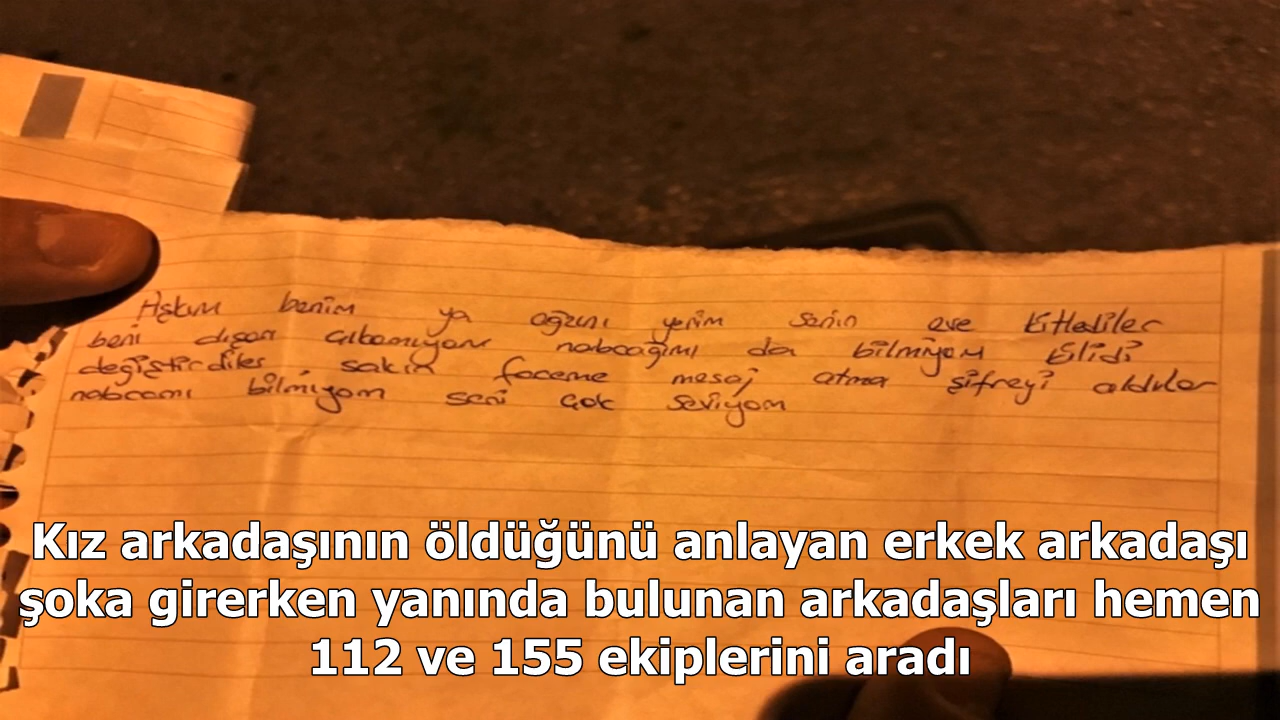 Aşkım benim ya ağzını yerim senin eve kitlediler
beni dışarı çıkamıyom nabcağımı da bilmiyom kilidi
değiştirdiler, sakın faceme mesaj atma şifreyi aldılar
nabcamı bilmiyom seni çok seviyom
Kız arkadaşının öldüğünü anlayan erkek arkadaşı
şoka girerken yanında bulunan arkadaşları hemen
112 ve 155 ekiplerini aradı